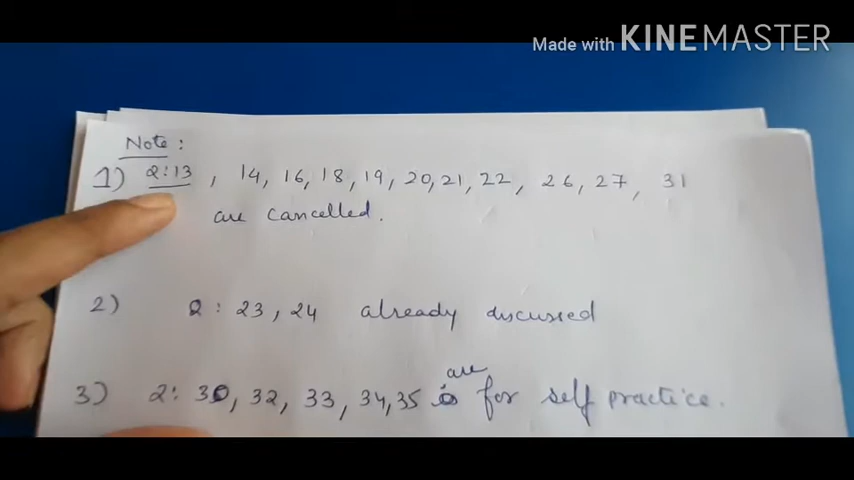 Made with KINEMASTER
Note :
1) Q:13 , 14, 16, 18, 19, 20, 21, 22, 26, 27, 31
are cancelled.
2) Q: 23, 24 already discussed
are
3) Q: 30, 32, 33, 34, 35 is for self practice.